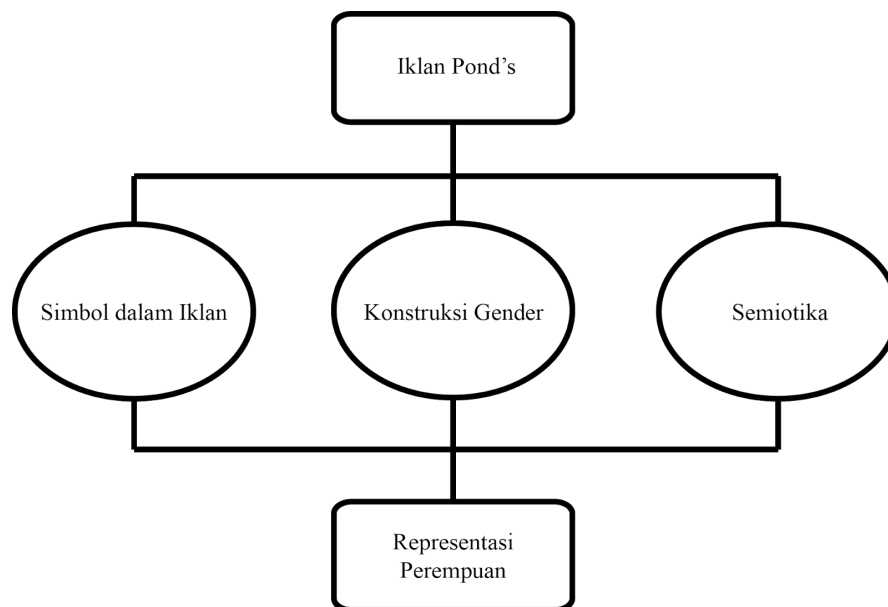 Iklan Pond’s
Simbol dalam Iklan
Konstruksi Gender
Semiotika
Representasi
Perempuan